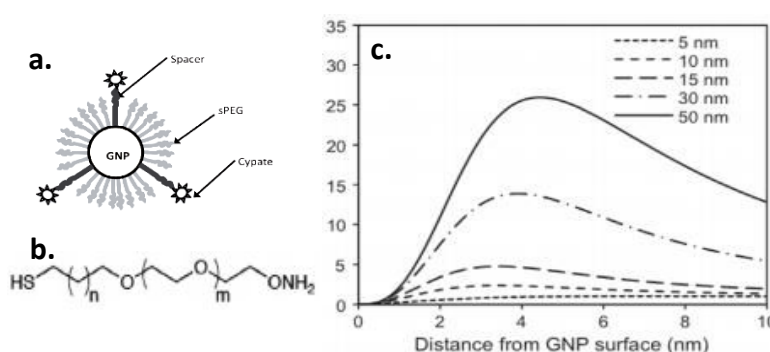 a.
Spacer
sPEG
GNP
Cypate
b.
HS
n
O
O
m
ONH2
c.
35
30
25
20
15
10
5
0
5 nm
10 nm
15 nm
30 nm
50 nm
0 2 4 6 8 10
Distance from GNP surface (nm)